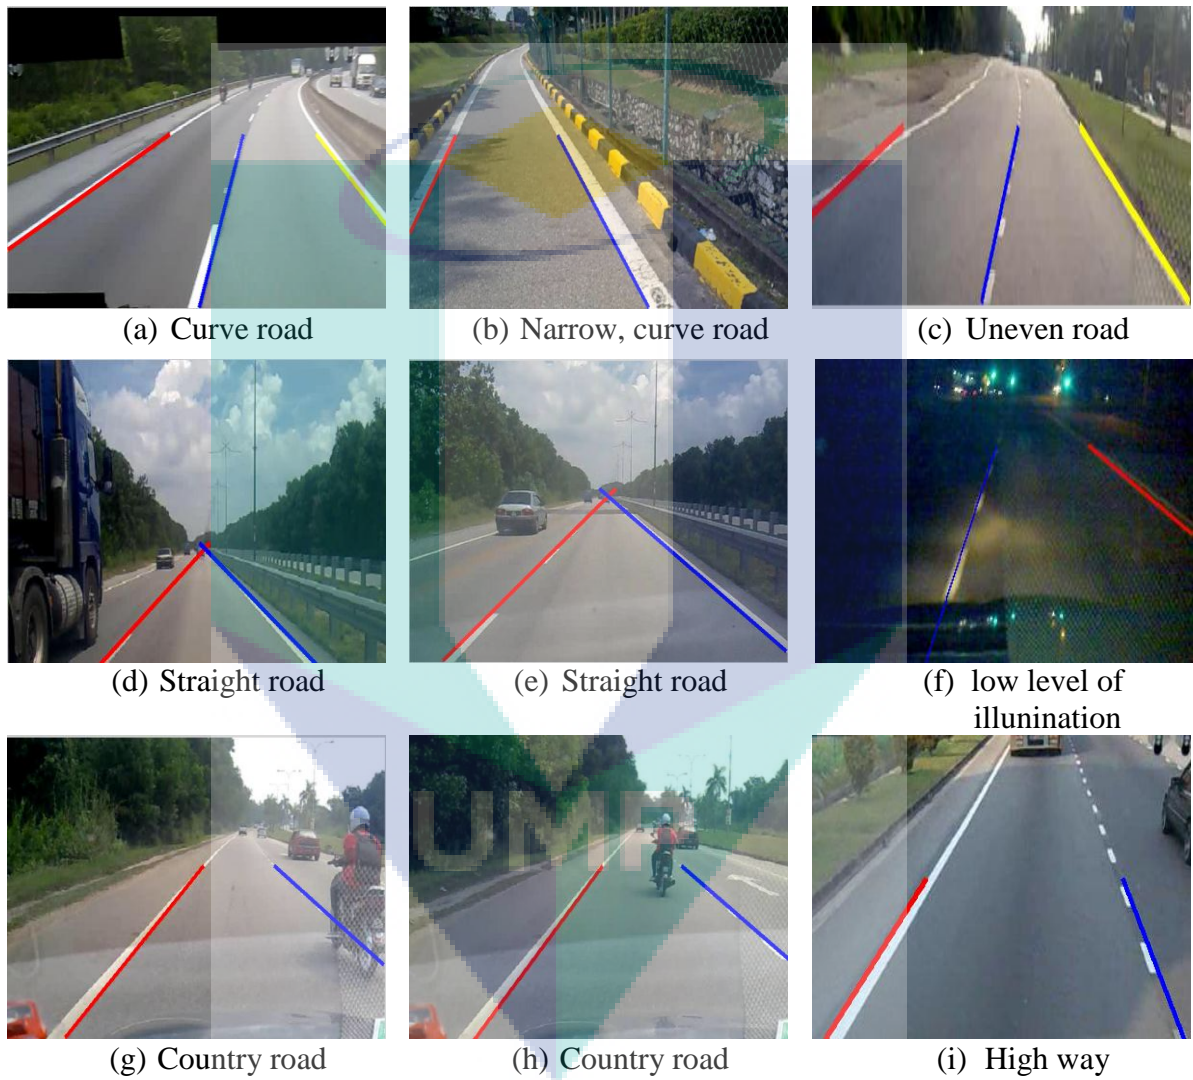 (a) Curve road
(b) Narrow, curve road
(c) Uneven road
(d) Straight road
(e) Straight road
(f) low level of
illunination
UMP
(g) Country road
(h) Country road
(i) High way